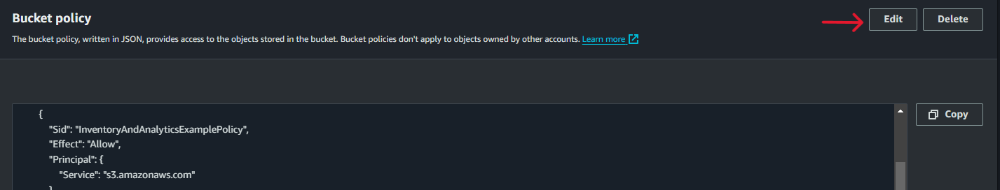 Bucket policy
Edit
Delete
The bucket policy, written in JSON, provides access to the objects stored in the bucket. Bucket policies don't apply to objects owned by other accounts. Learn more
Copy
{
"Sid": "InventoryAndAnalyticsExamplePolicy",
"Effect": "Allow",
"Principal": {
"Service": "s3.amazonaws.com"
}